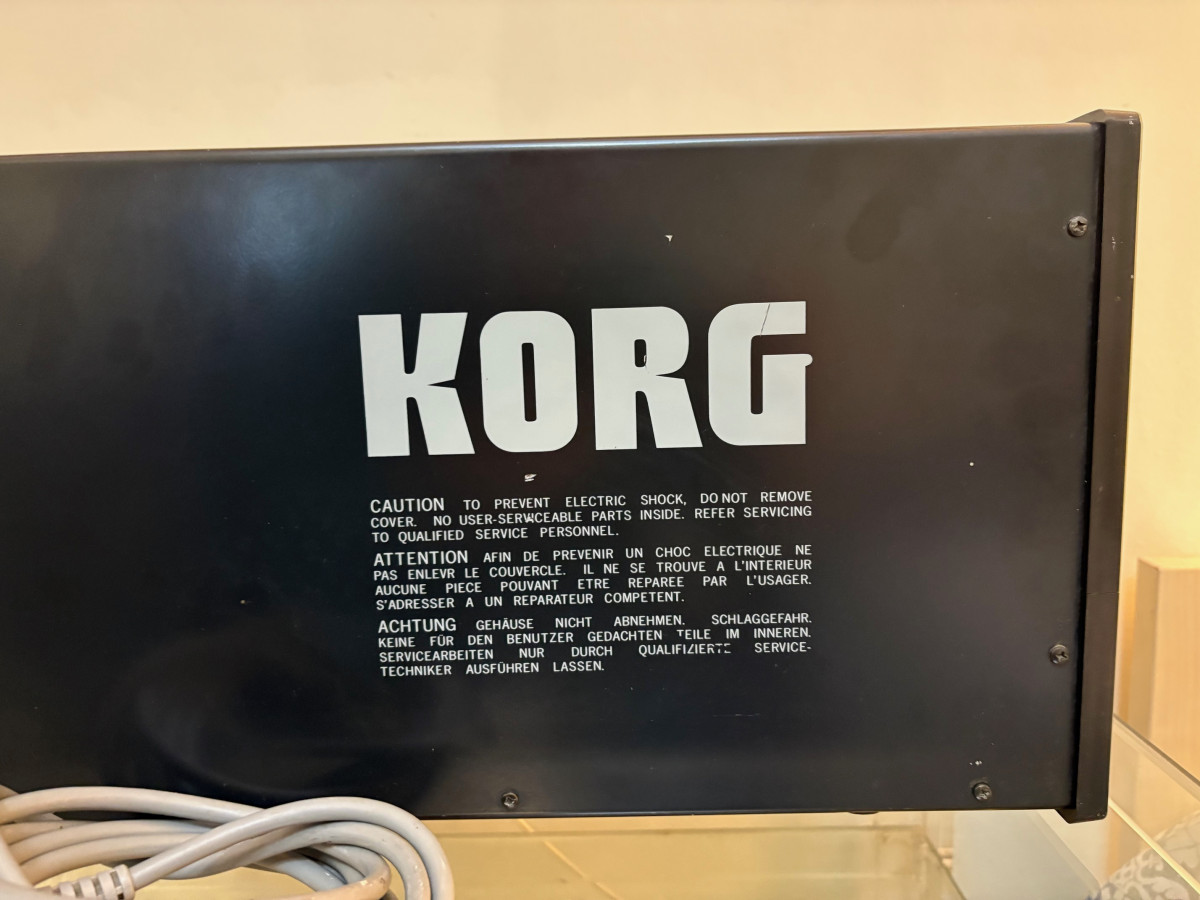 KORG
CAUTION TO PREVENT ELECTRIC SHOCK, DO NOT REMOVE
COVER. NO USER-SERVICEABLE PARTS INSIDE. REFER SERVICING
TO QUALIFIED SERVICE PERSONNEL.
ATTENTION AFIN DE PREVENIR UN CHOC ELECTRIQUE NE
PAS ENLEVR LE COUVERCLE. IL NE SE TROUVE A L'INTERIEUR
AUCUNE PIECE POUVANT ETRE REPAREE PAR L'USAGER.
S'ADRESSER A UN REPARATEUR COMPETENT.
ACHTUNG GEHÄUSE NICHT ABNEHMEN. SCHLAGGEFAHR.
KEINE FÜR DEN BENUTZER GEDACHTEN TEILE IM INNEREN.
SERVICEARBEITEN NUR DURCH QUALIFIZIERTE SERVICE-
TECHNIKER AUSFÜHREN LASSEN.